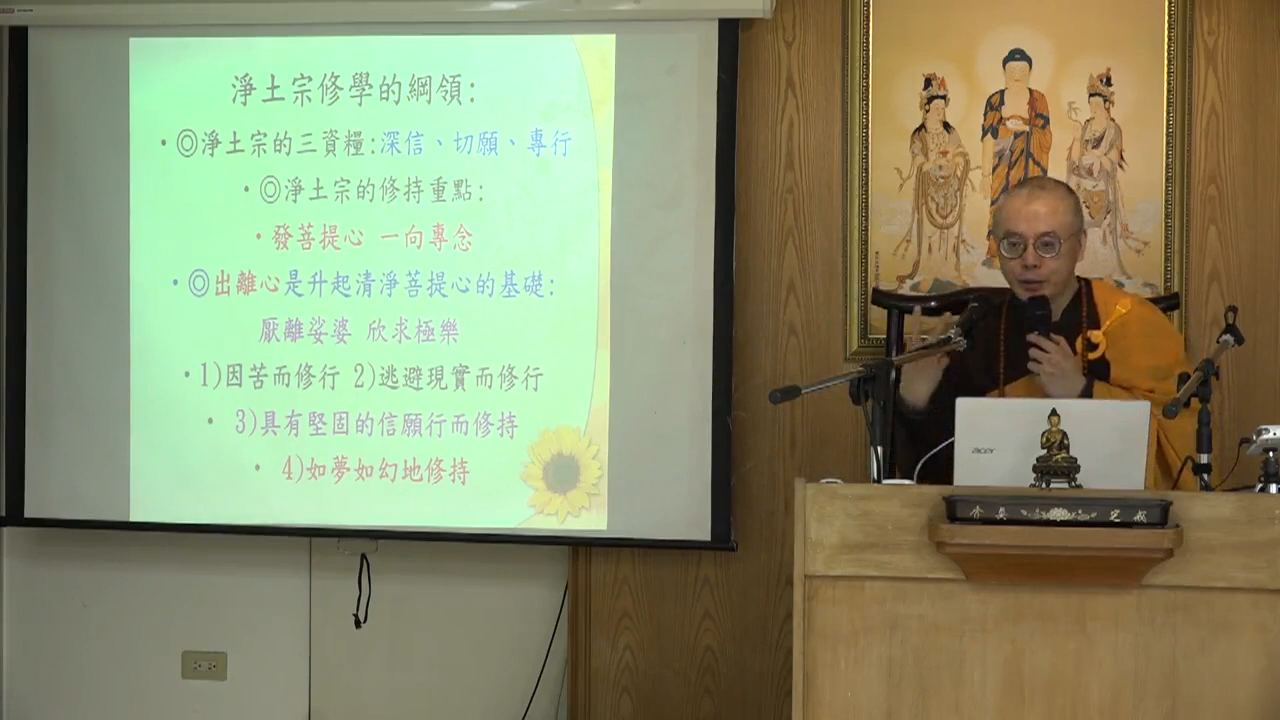 淨土宗修學的綱領:
•◎淨土宗的三資糧:深信、切願、專行
•◎淨土宗的修持重點:
•發菩提心 一向專念
•◎出離心是升起清淨菩提心的基礎:
厭離娑婆 欣求極樂
•1)因苦而修行 2)逃避現實而修行
•3)具有堅固的信願行而修持
•4)如夢如幻地修持
acer